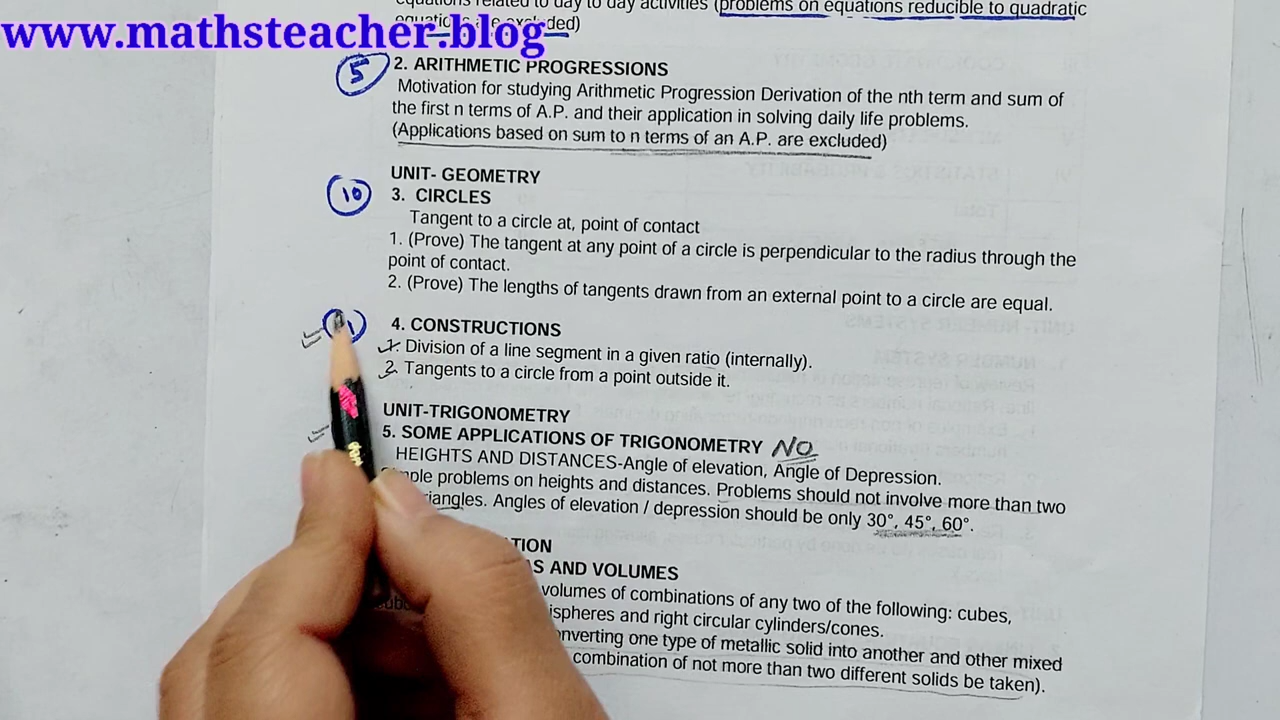 equations related to day to day activities (problems on equations reducible to quadratic
equations are excluded)
www.mathsteacher.blog
5 2. ARITHMETIC PROGRESSIONS
Motivation for studying Arithmetic Progression Derivation of the nth term and sum of
the first n terms of A.P. and their application in solving daily life problems.
(Applications based on sum to n terms of an A.P. are excluded)
UNIT- GEOMETRY
10 3. CIRCLES
Tangent to a circle at, point of contact
1. (Prove) The tangent at any point of a circle is perpendicular to the radius through the
point of contact.
2. (Prove) The lengths of tangents drawn from an external point to a circle are equal.
4. CONSTRUCTIONS
1. Division of a line segment in a given ratio (internally).
2. Tangents to a circle from a point outside it.
UNIT-TRIGONOMETRY
5. SOME APPLICATIONS OF TRIGONOMETRY NO
HEIGHTS AND DISTANCES-Angle of elevation, Angle of Depression.
problems on heights and distances. Problems should not involve more than two
iangles. Angles of elevation / depression should be only 30°, 45°, 60°.
TION
S AND VOLUMES
volumes of combinations of any two of the following: cubes,
ispheres and right circular cylinders/cones.
nverting one type of metallic solid into another and other mixed
combination of not more than two different solids be taken).